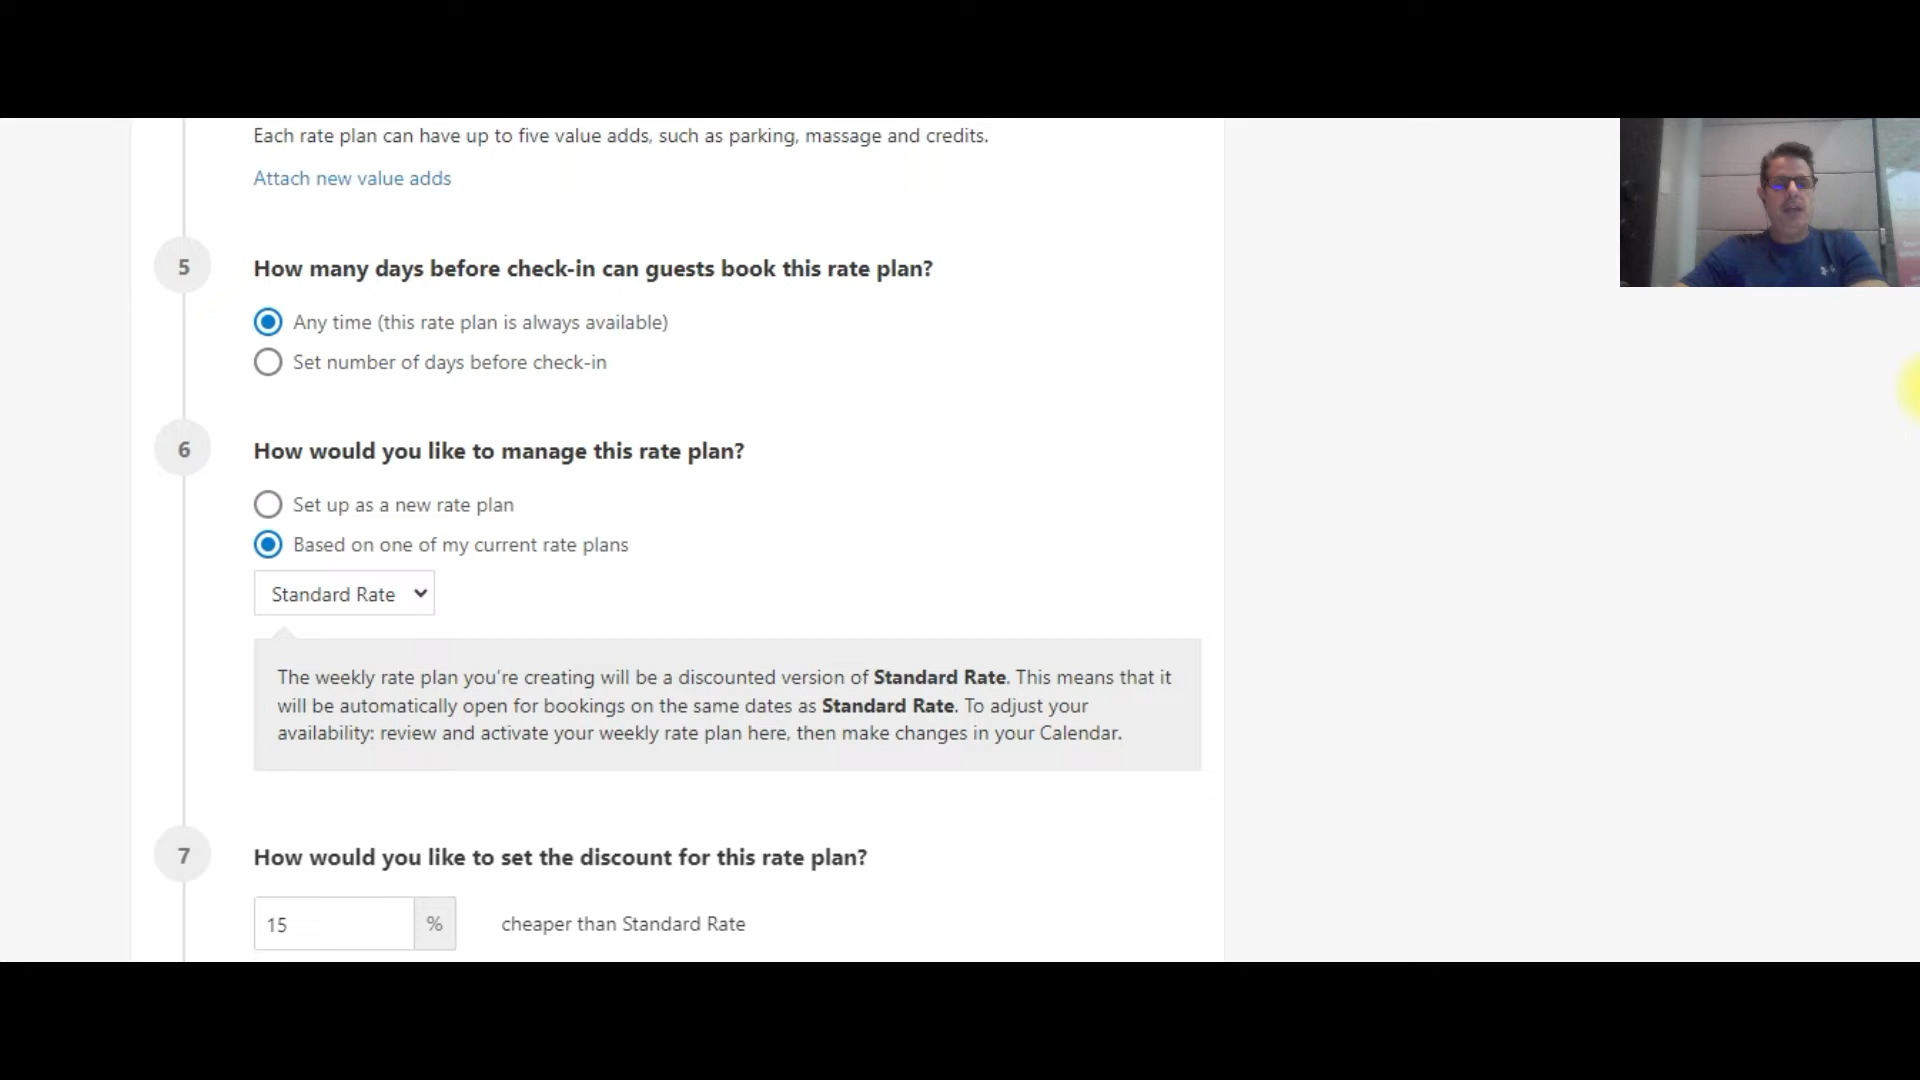 Each rate plan can have up to five value adds, such as parking, massage and credits.
Attach new value adds
5
How many days before check-in can guests book this rate plan?
Any time (this rate plan is always available)
Set number of days before check-in
6
How would you like to manage this rate plan?
Set up as a new rate plan
Based on one of my current rate plans
Standard Rate
The weekly rate plan you're creating will be a discounted version of Standard Rate. This means that it
will be automatically open for bookings on the same dates as Standard Rate. To adjust your
availability: review and activate your weekly rate plan here, then make changes in your Calendar.
7
How would you like to set the discount for this rate plan?
15 % cheaper than Standard Rate